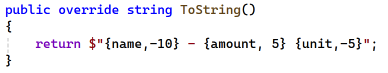 public override string ToString()
{
    return $"{name,-10} - {amount, 5} {unit,-5}";
}